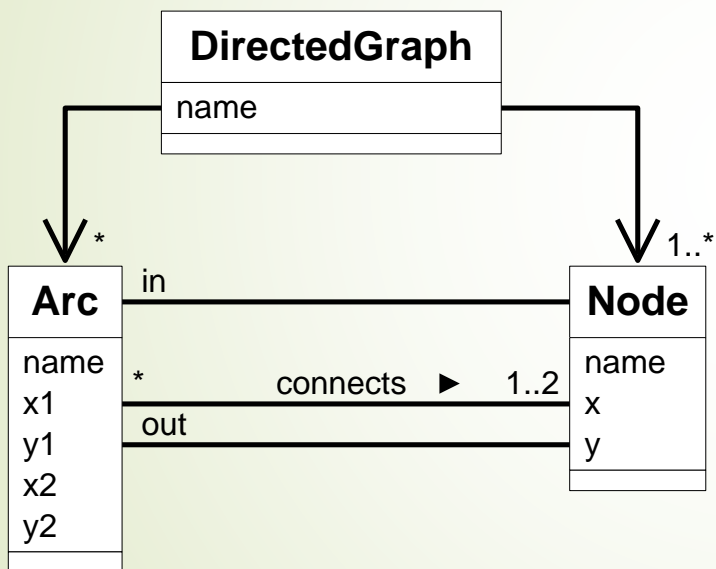 DirectedGraph
name
*
1..*
in
Arc
Node
name
x1
y1
x2
y2
*
connects ►
1..2
out
name
x
y